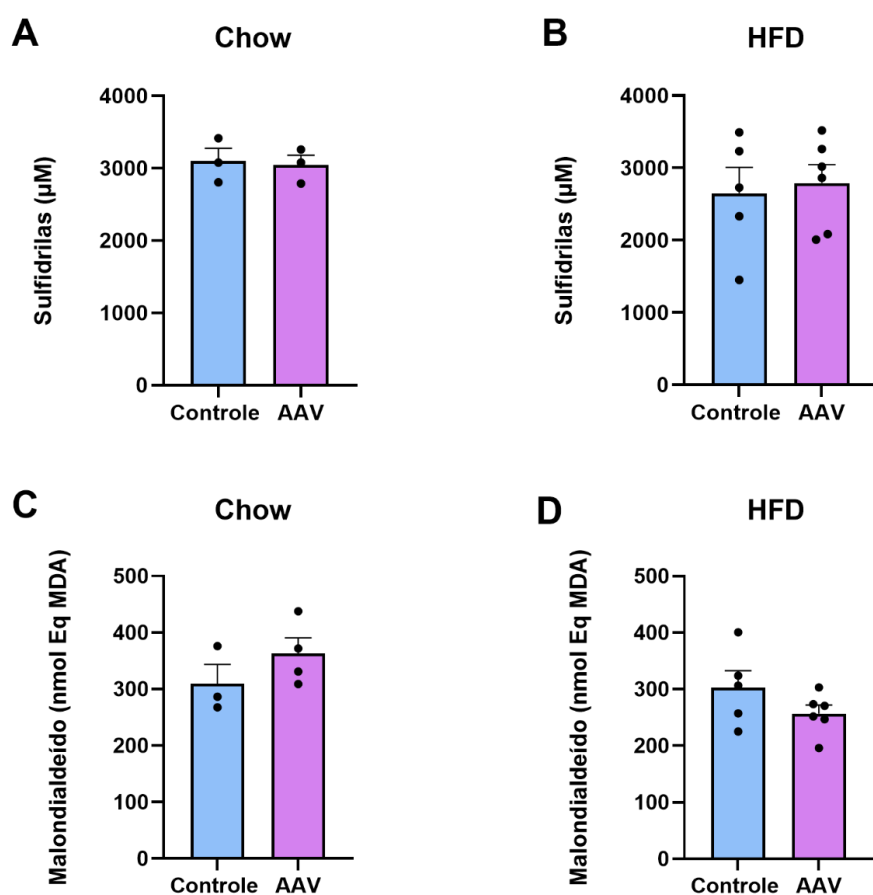 A
Chow
Sulfidrilas (µM)
4000
3000
2000
1000
0
Controle
AAV
B
HFD
Sulfidrilas (µM)
4000
3000
2000
1000
0
Controle
AAV
C
Chow
Malondialdeído (nmol Eq MDA)
500
400
300
200
100
0
Controle
AAV
D
HFD
Malondialdeído (nmol Eq MDA)
500
400
300
200
100
0
Controle
AAV